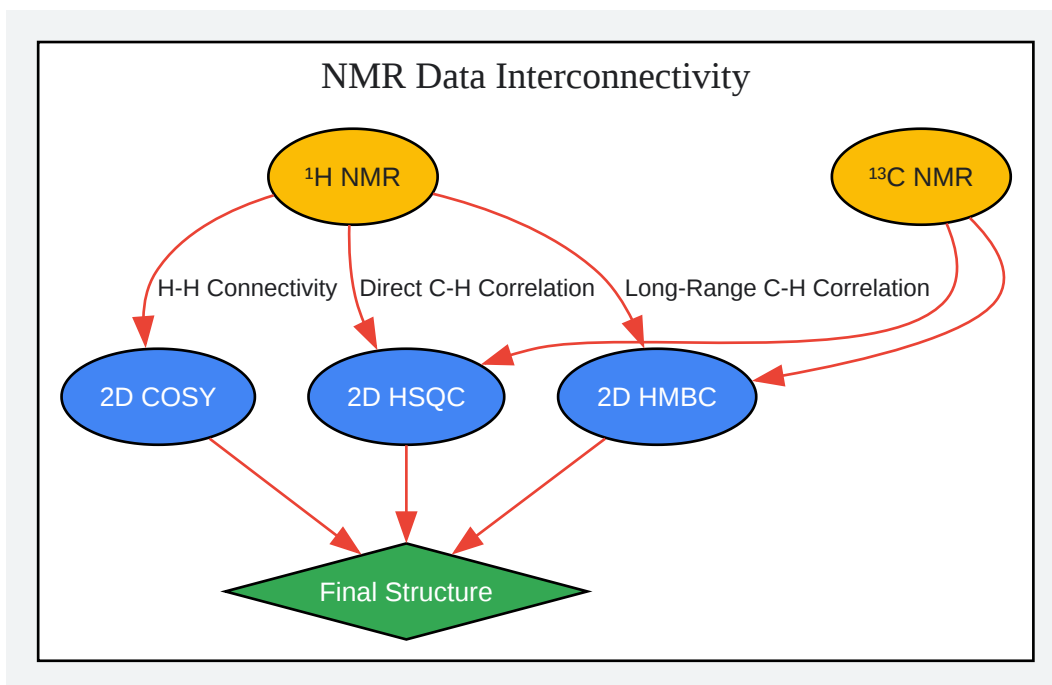 NMR Data Interconnectivity
¹H NMR
¹³C NMR
H-H Connectivity
Direct C-H Correlation
Long-Range C-H Correlation
2D COSY
2D HSQC
2D HMBC
Final Structure